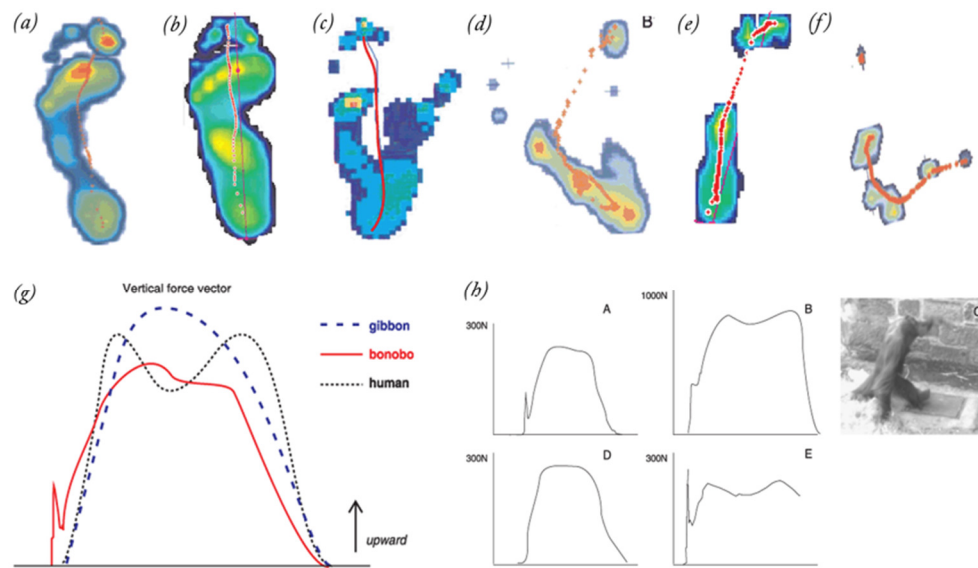 (a)
(b)
(c)
(d)
B
(e)
(f)
(g)
Vertical force vector
gibbon
bonobo
human
upward
(h)
300N
A
1000N
B
C
300N
D
300N
E